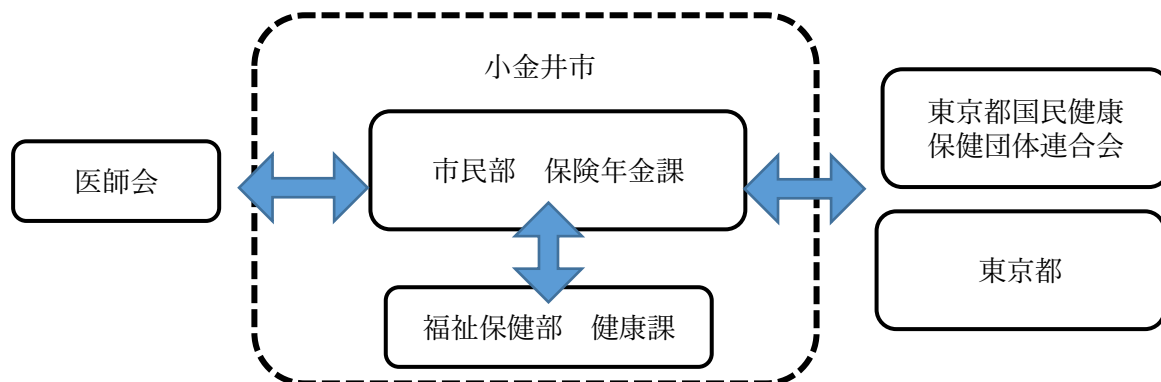 小金井市
医師会
市民部　保険年金課
福祉保健部　健康課
東京都国民健康
保健団体連合会
東京都